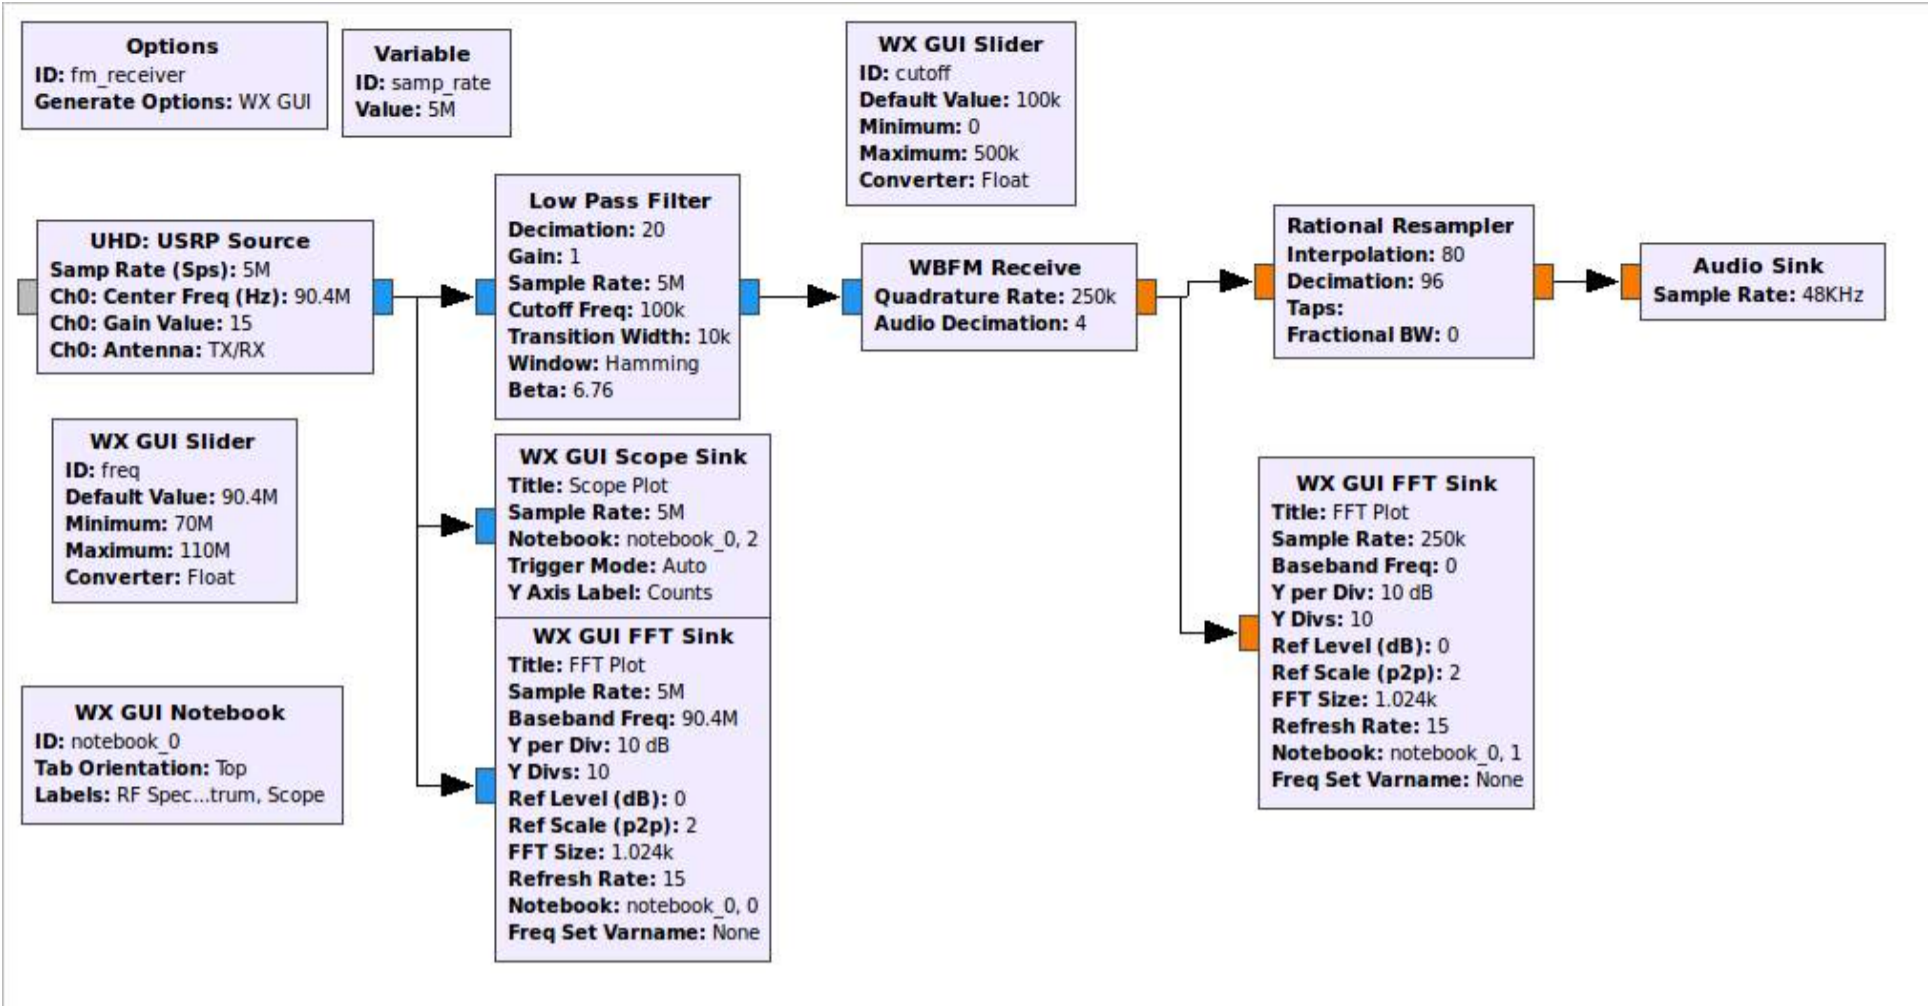 Options
ID: fm_receiver
Generate Options: WX GUI
Variable
ID: samp_rate
Value: 5M
WX GUI Slider
ID: cutoff
Default Value: 100k
Minimum: 0
Maximum: 500k
Converter: Float
UHD: USRP Source
Samp Rate (Sps): 5M
Ch0: Center Freq (Hz): 90.4M
Ch0: Gain Value: 15
Ch0: Antenna: TX/RX
Low Pass Filter
Decimation: 20
Gain: 1
Sample Rate: 5M
Cutoff Freq: 100k
Transition Width: 10k
Window: Hamming
Beta: 6.76
WBFM Receive
Quadrature Rate: 250k
Audio Decimation: 4
Rational Resampler
Interpolation: 80
Decimation: 96
Taps:
Fractional BW: 0
Audio Sink
Sample Rate: 48KHz
WX GUI Slider
ID: freq
Default Value: 90.4M
Minimum: 70M
Maximum: 110M
Converter: Float
WX GUI Scope Sink
Title: Scope Plot
Sample Rate: 5M
Notebook: notebook_0, 2
Trigger Mode: Auto
Y Axis Label: Counts
WX GUI FFT Sink
Title: FFT Plot
Sample Rate: 250k
Baseband Freq: 0
Y per Div: 10 dB
Y Divs: 10
Ref Level (dB): 0
Ref Scale (p2p): 2
FFT Size: 1.024k
Refresh Rate: 15
Notebook: notebook_0, 1
Freq Set Varname: None
WX GUI Notebook
ID: notebook_0
Tab Orientation: Top
Labels: RF Spec...trum, Scope
WX GUI FFT Sink
Title: FFT Plot
Sample Rate: 5M
Baseband Freq: 90.4M
Y per Div: 10 dB
Y Divs: 10
Ref Level (dB): 0
Ref Scale (p2p): 2
FFT Size: 1.024k
Refresh Rate: 15
Notebook: notebook_0, 0
Freq Set Varname: None